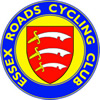 ESSEX ROADS CYCLING CLUB